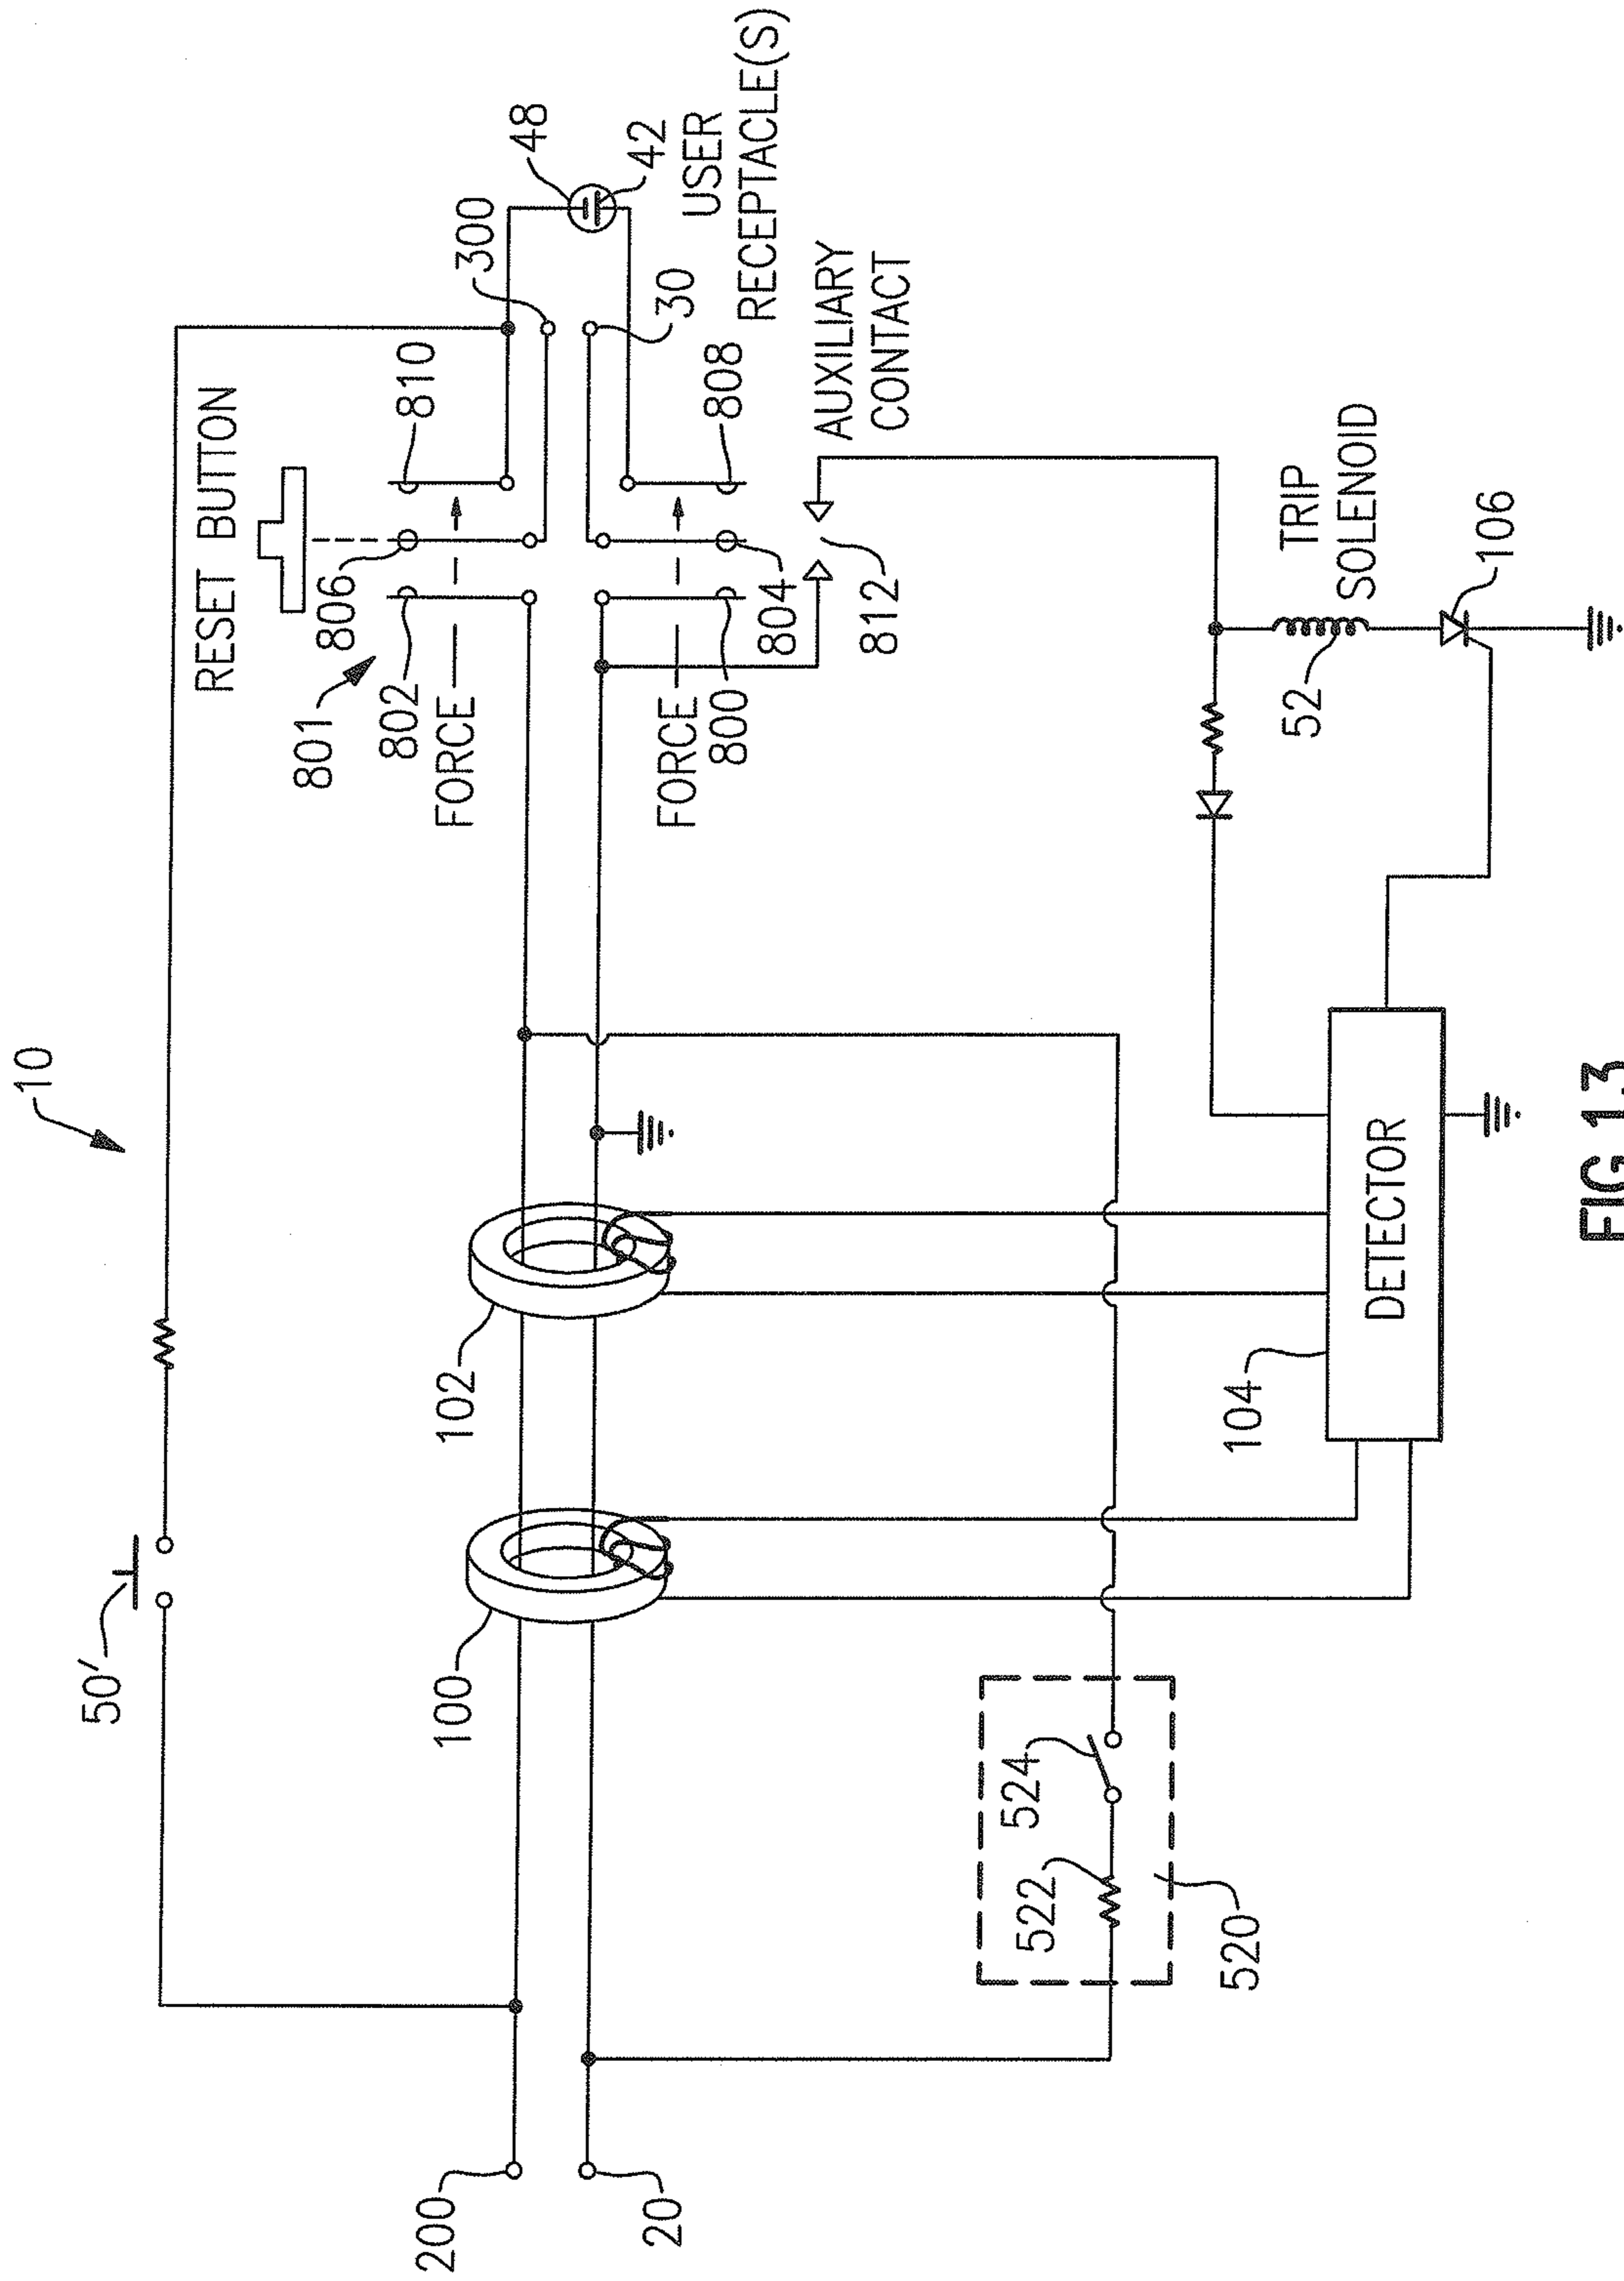 10
50′
RESET BUTTON
801
802
806
810
300
48
42
USER
RECEPTACLE(S)
FORCE
FORCE
800
804
808
30
812
AUXILIARY
CONTACT
200
20
100
102
524
522
520
104
DETECTOR
TRIP
SOLENOID
52
106
FIG.13